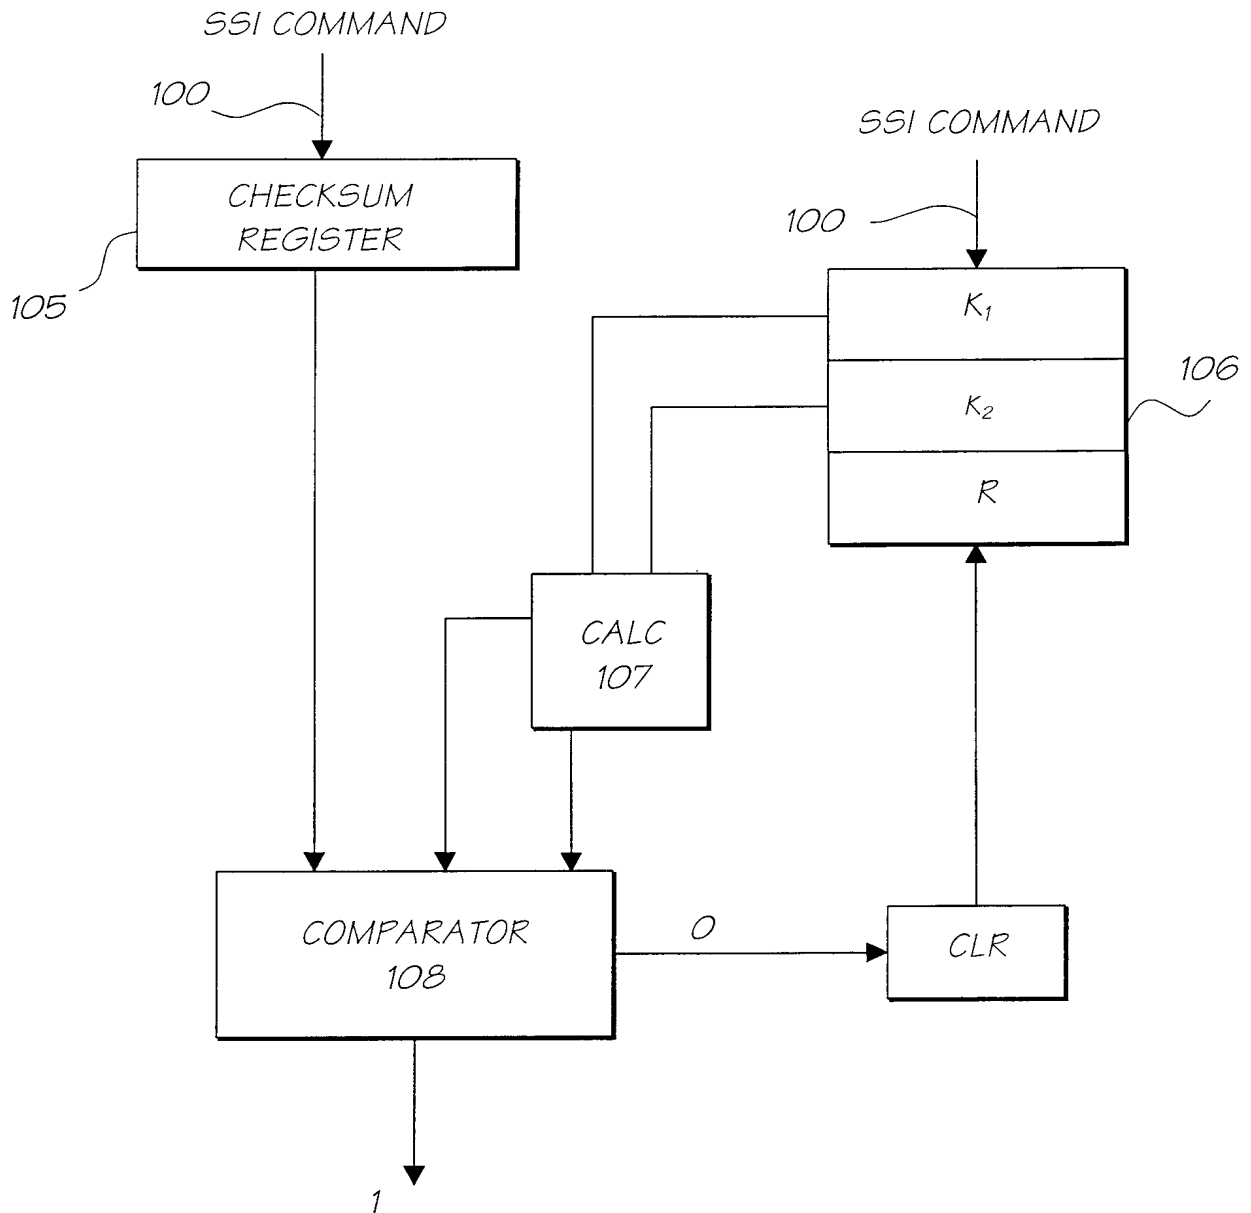 SSI COMMAND
100
SSI COMMAND
CHECKSUM
REGISTER
100
105
K1
106
K2
R
CALC
107
COMPARATOR
108
0
CLR
1